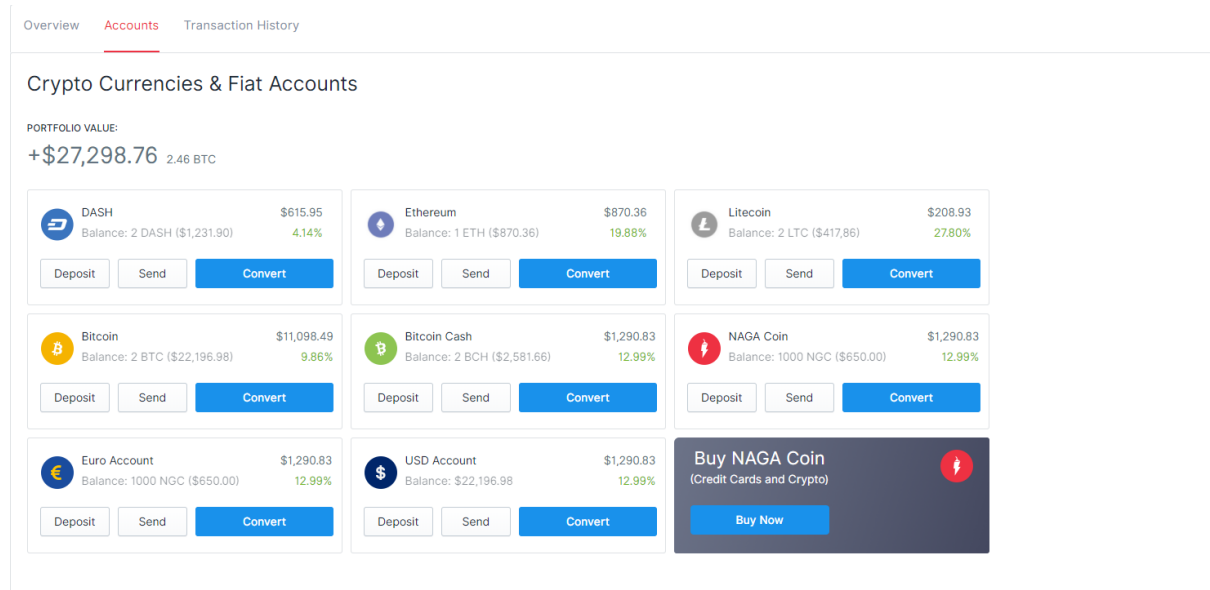 Overview Accounts Transaction History
Crypto Currencies & Fiat Accounts
PORTFOLIO VALUE:
+$27,298.76 2.46 BTC
DASH $615.95
Balance: 2 DASH ($1,231.90) 4.14%
Deposit Send Convert
Ethereum $870.36
Balance: 1 ETH ($870.36) 19.88%
Deposit Send Convert
Litecoin $208.93
Balance: 2 LTC ($417,86) 27.80%
Deposit Send Convert
Bitcoin $11,098.49
Balance: 2 BTC ($22,196.98) 9.86%
Deposit Send Convert
Bitcoin Cash $1,290.83
Balance: 2 BCH ($2,581.66) 12.99%
Deposit Send Convert
NAGA Coin $1,290.83
Balance: 1000 NGC ($650.00) 12.99%
Deposit Send Convert
Euro Account $1,290.83
Balance: 1000 NGC ($650.00) 12.99%
Deposit Send Convert
USD Account $1,290.83
Balance: $22,196.98 12.99%
Deposit Send Convert
Buy NAGA Coin
(Credit Cards and Crypto)
Buy Now